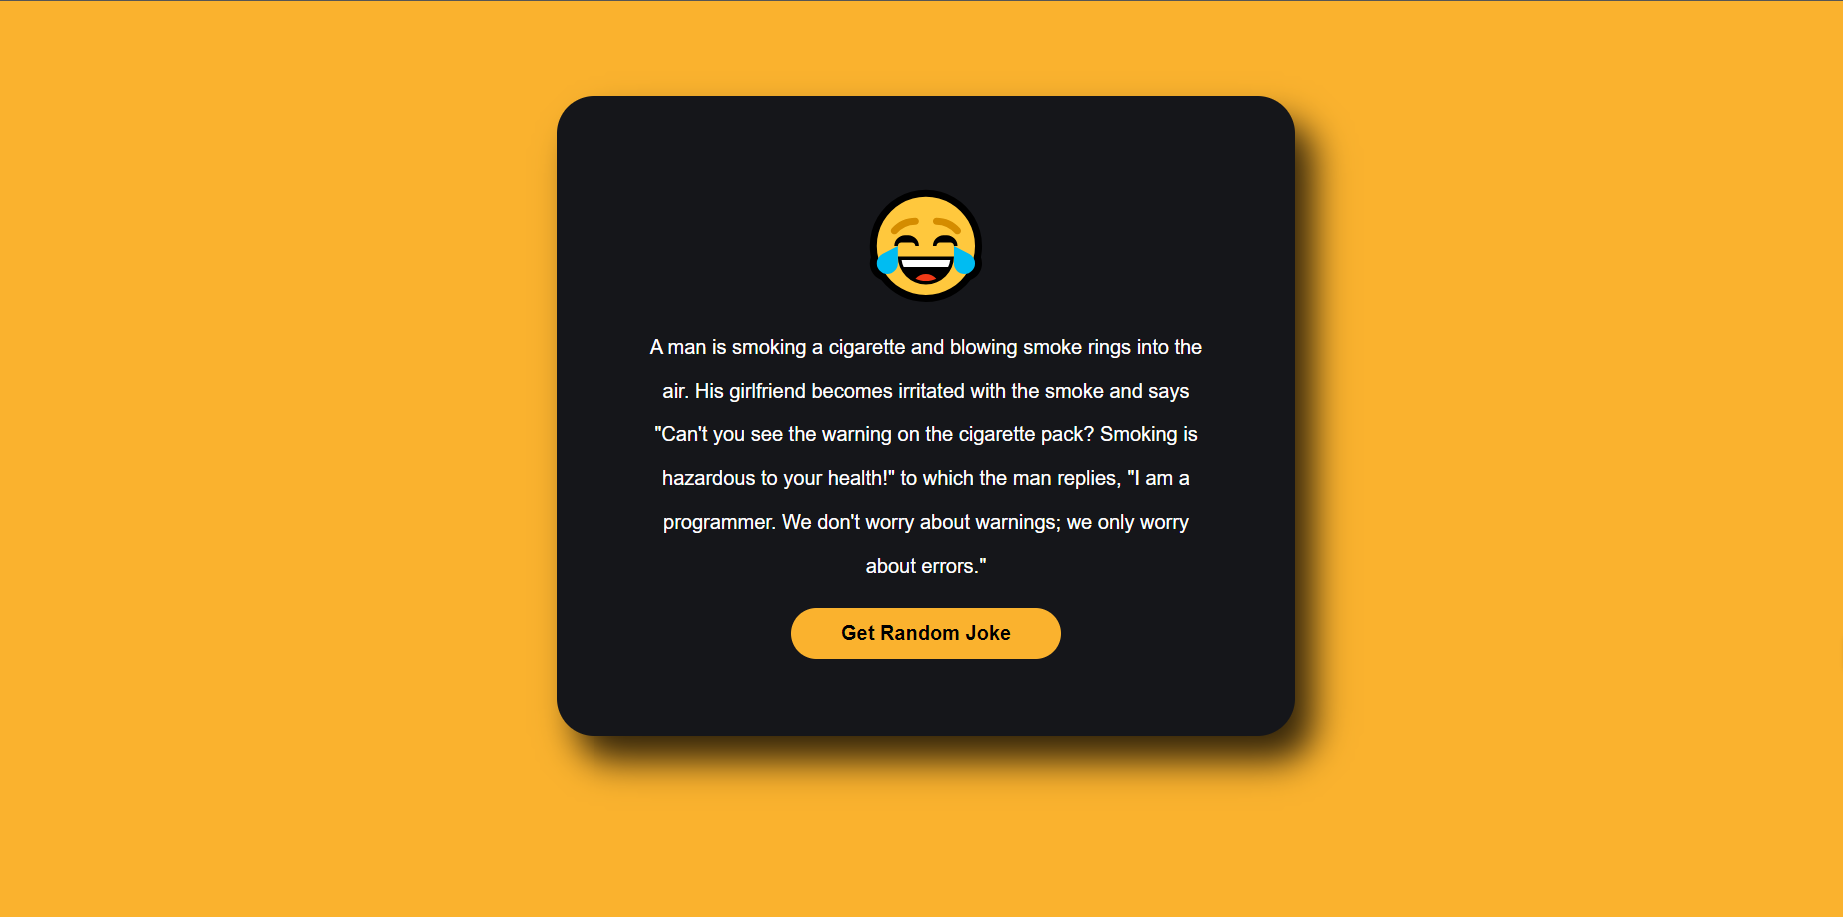 A man is smoking a cigarette and blowing smoke rings into the
air. His girlfriend becomes irritated with the smoke and says
"Can't you see the warning on the cigarette pack? Smoking is
hazardous to your health!" to which the man replies, "I am a
programmer. We don't worry about warnings; we only worry
about errors."
Get Random Joke